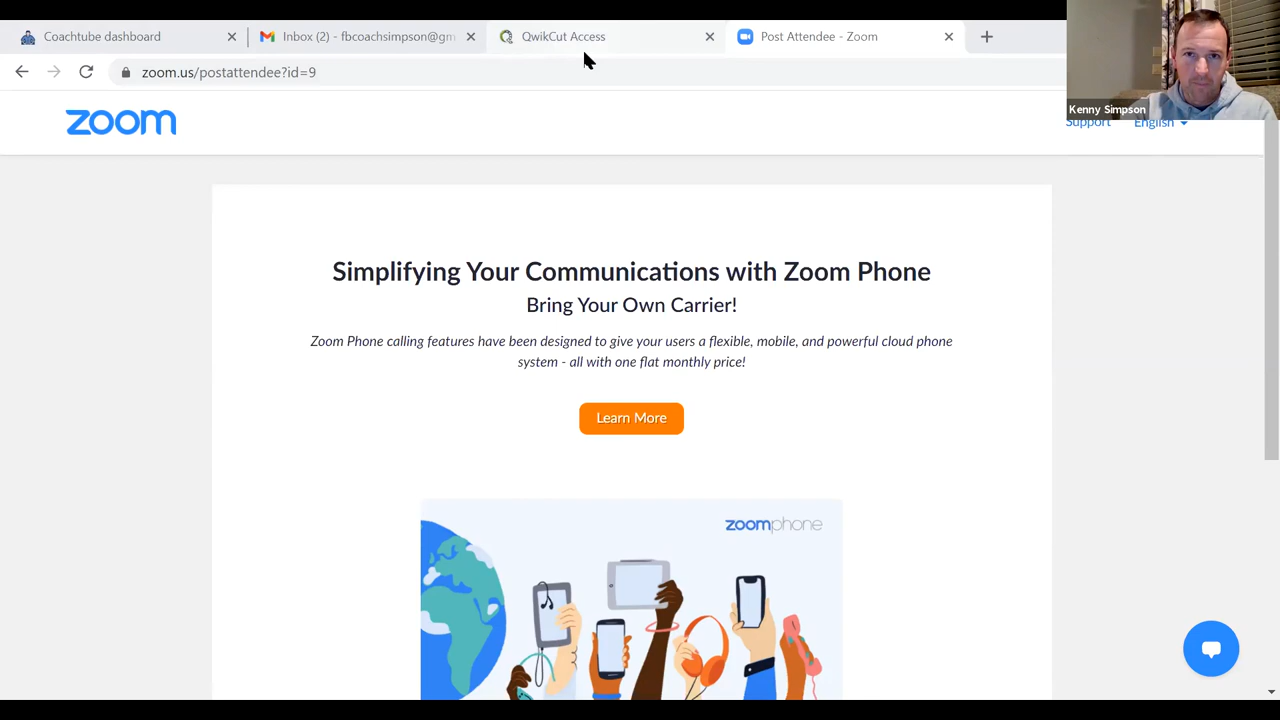 Coachtube dashboard
Inbox (2) - fbcoachsimpson@gm
QwikCut Access
Post Attendee - Zoom
zoom.us/postattendee?id=9
Kenny Simpson
zoom
Support
English
Simplifying Your Communications with Zoom Phone
Bring Your Own Carrier!
Zoom Phone calling features have been designed to give your users a flexible, mobile, and powerful cloud phone
system - all with one flat monthly price!
Learn More
zoomphone